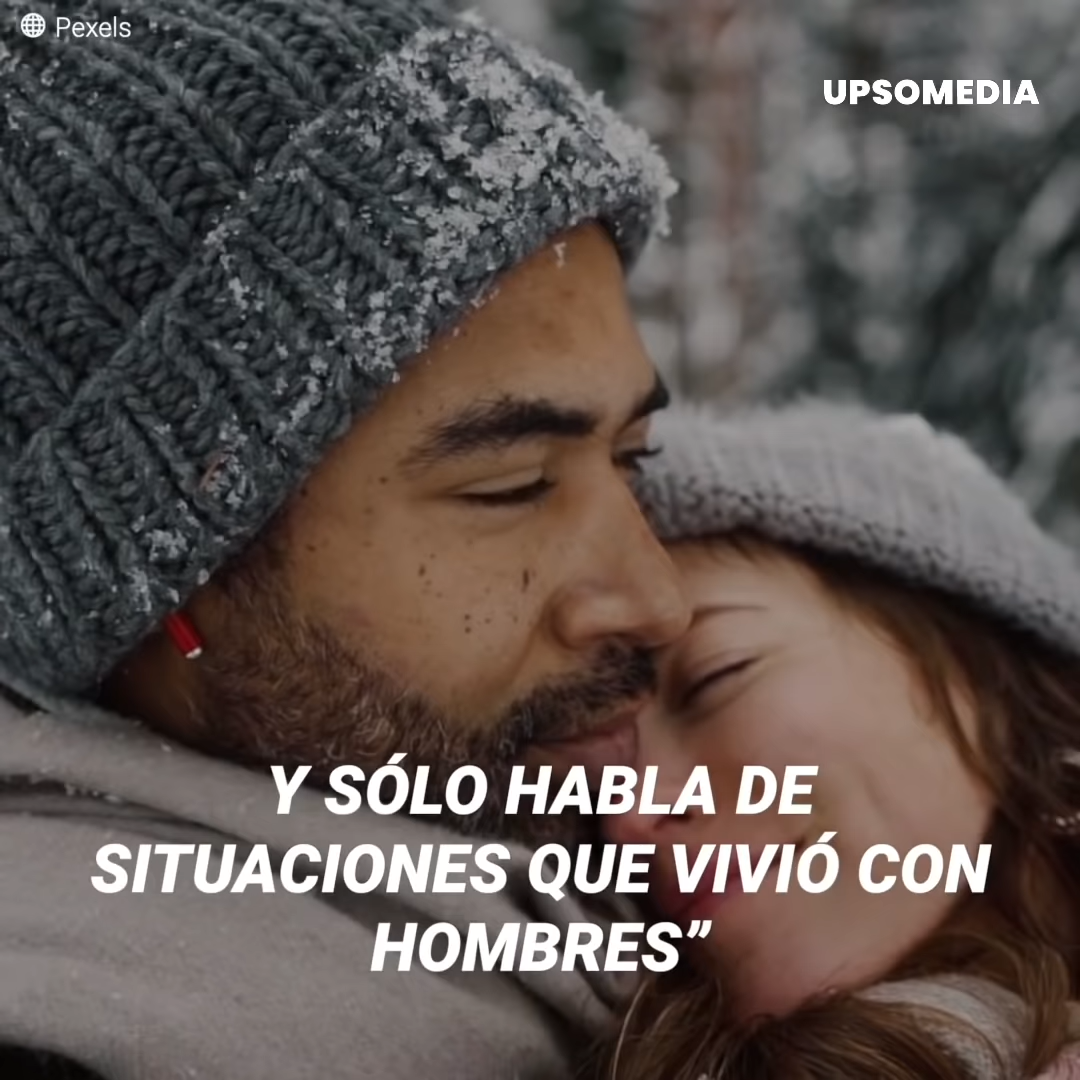 Pexels
UPSOMEDIA
Y SÓLO HABLA DE
SITUACIONES QUE VIVIÓ CON
HOMBRES”